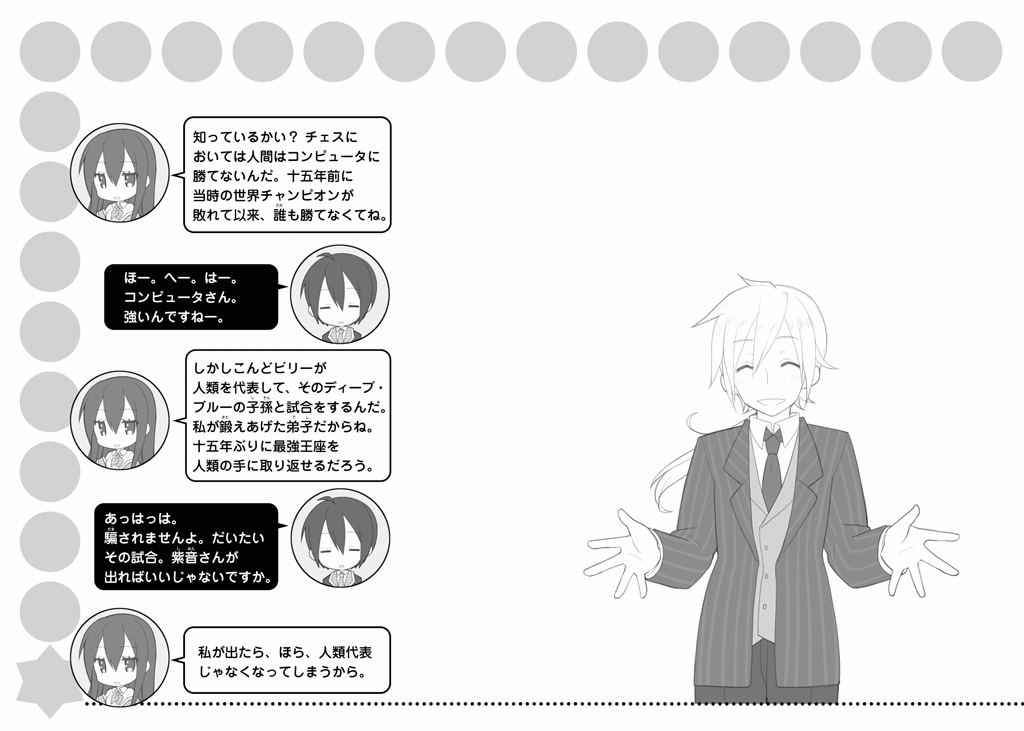 知っているかい？ チェスに
おいては人間はコンピュータに
勝てないんだ。十五年前に
当時の世界チャンピオンが
敗れて以来、誰も勝てなくてね。
ほー。へー。はー。
コンピュータさん。
強いんですねー。
しかしこんどビリーが
人類を代表して、そのディープ・
ブルーの子孫と試合をするんだ。
私が鍛えあげた弟子だからね。
十五年ぶりに最強王座を
人類の手に取り返せるだろう。
あっはっは。
騙されませんよ。だいたい
その試合。紫音さんが
出ればいいじゃないですか。
私が出たら、ほら、人類代表
じゃなくなってしまうから。